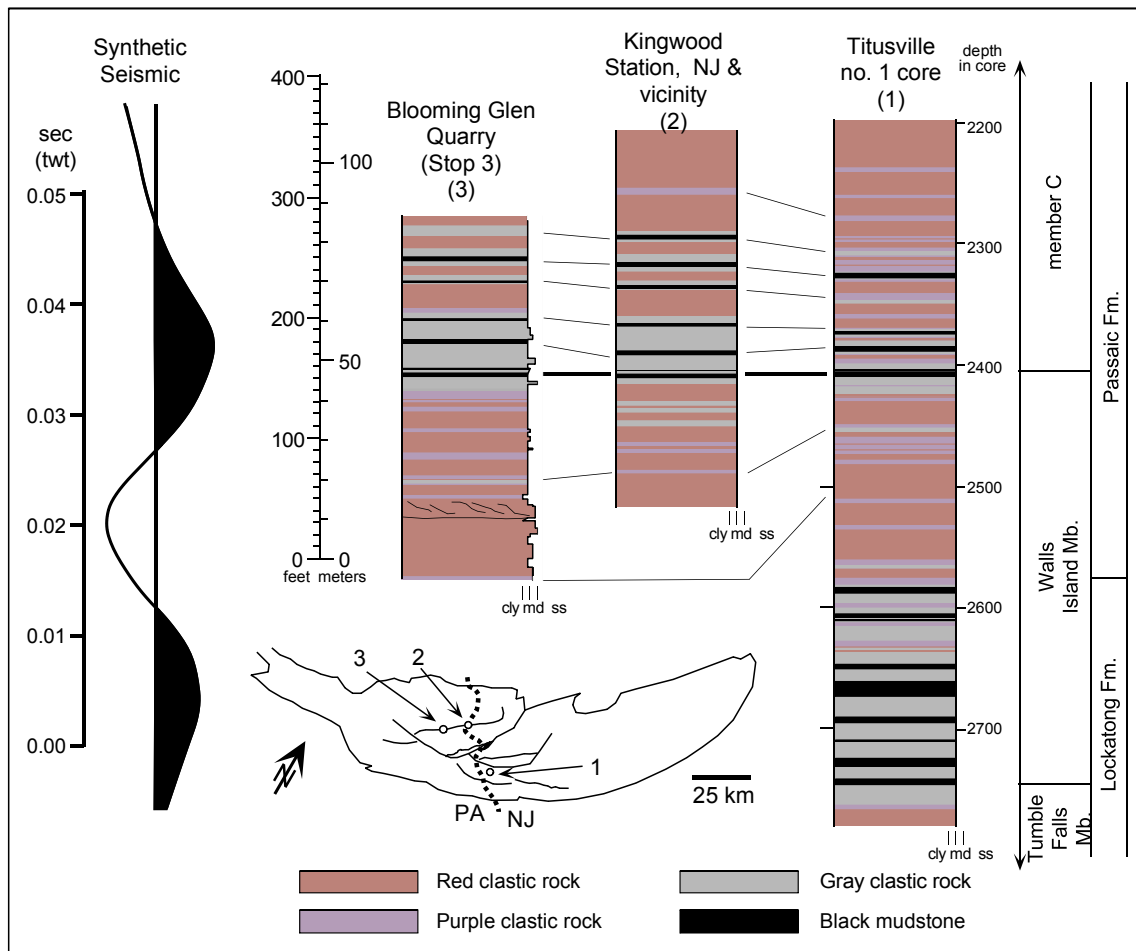 Synthetic
Seismic
sec
(twt)
0.05
0.04
0.03
0.02
0.01
0.00
400
300
200
100
0
feet
100
50
0
meters
Blooming Glen
Quarry
(Stop 3)
(3)
cly md ss
Kingwood
Station, NJ &
vicinity
(2)
cly md ss
Titusville
no. 1 core
(1)
depth
in core
2200
2300
2400
2500
2600
2700
cly md ss
member C
Walls
Island Mb.
Tumble
Falls
Mb.
Passaic Fm.
Lockatong Fm.
3
2
1
N
PA
NJ
25 km
Red clastic rock
Purple clastic rock
Gray clastic rock
Black mudstone